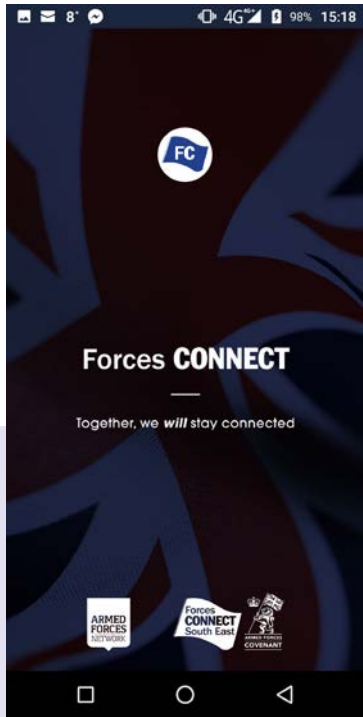 8° 4G 4G+ 98% 15:18
FC
Forces CONNECT
Together, we will stay connected
ARMED
FORCES
NETWORK
Forces
CONNECT
South East
ARMED FORCES
COVENANT